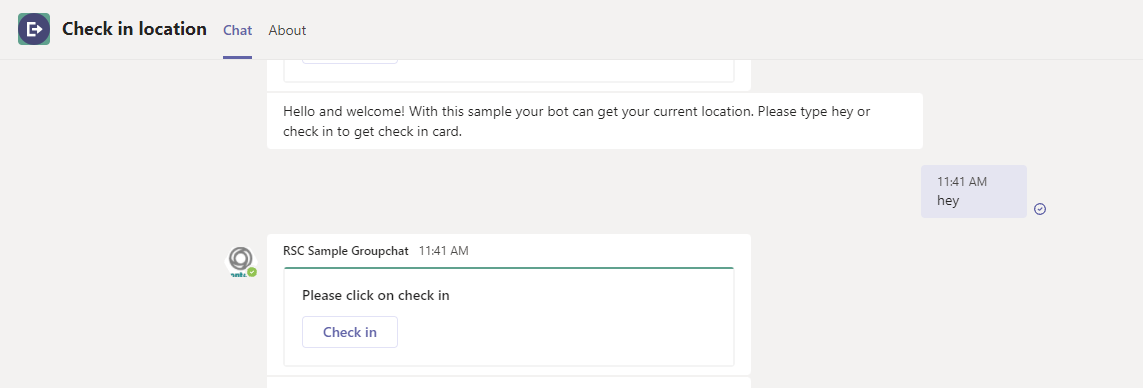 Check in location Chat About
Hello and welcome! With this sample your bot can get your current location. Please type hey or
check in to get check in card.
11:41 AM
hey
RSC Sample Groupchat 11:41 AM
Please click on check in
Check in